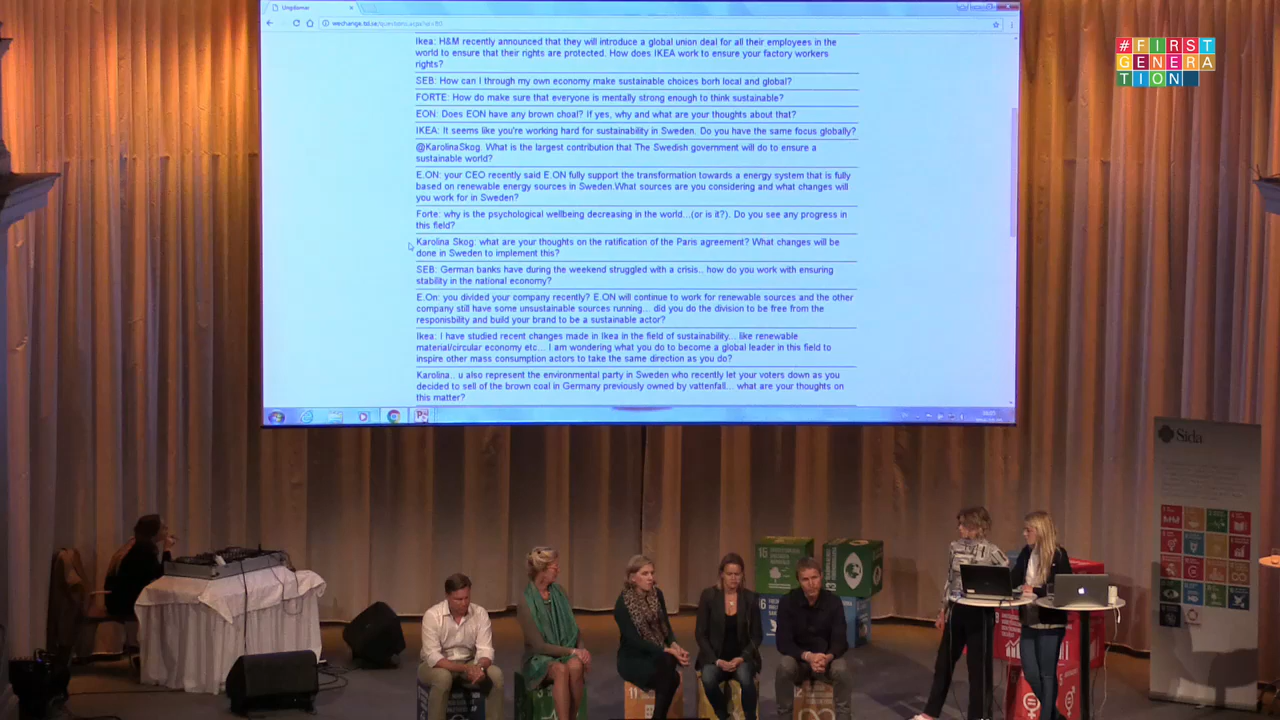 Ungdomar
wechange.tsl.se/
#FIRST
GENERA
TION
Ikea: H&M recently announced that they will introduce a global union deal for all their employees in the
world to ensure that their rights are protected. How does IKEA work to ensure your factory workers
rights?
SEB: How can I through my own economy make sustainable choices borh local and global?
FORTE: How do make sure that everyone is mentally strong enough to think sustainable?
EON: Does EON have any brown choal? If yes, why and what are your thoughts about that?
IKEA: It seems like you're working hard for sustainability in Sweden. Do you have the same focus globally?
@KarolinaSkog. What is the largest contribution that The Swedish government will do to ensure a
sustainable world?
E.ON: your CEO recently said E.ON fully support the transformation towards a energy system that is fully
based on renewable energy sources in Sweden.What sources are you considering and what changes will
you work for in Sweden?
Forte: why is the psychological wellbeing decreasing in the world...(or is it?). Do you see any progress in
this field?
Karolina Skog: what are your thoughts on the ratification of the Paris agreement? What changes will be
done in Sweden to implement this?
SEB: German banks have during the weekend struggled with a crisis.. how do you work with ensuring
stability in the national economy?
E.On: you divided your company recently? E.ON will continue to work for renewable sources and the other
company still have some unsustainable sources running... did you do the division to be free from the
responsibility and build your brand to be a sustainable actor?
Ikea: I have studied recent changes made in Ikea in the field of sustainability... like renewable
material/circular economy etc... I am wondering what you do to become a global leader in this field to
inspire other mass consumption actors to take the same direction as you do?
Karolina.. u also represent the environmental party in Sweden who recently let your voters down as you
decided to sell of the brown coal in Germany previously owned by vattenfall... what are your thoughts on
this matter?
Sida
15
13
16
11